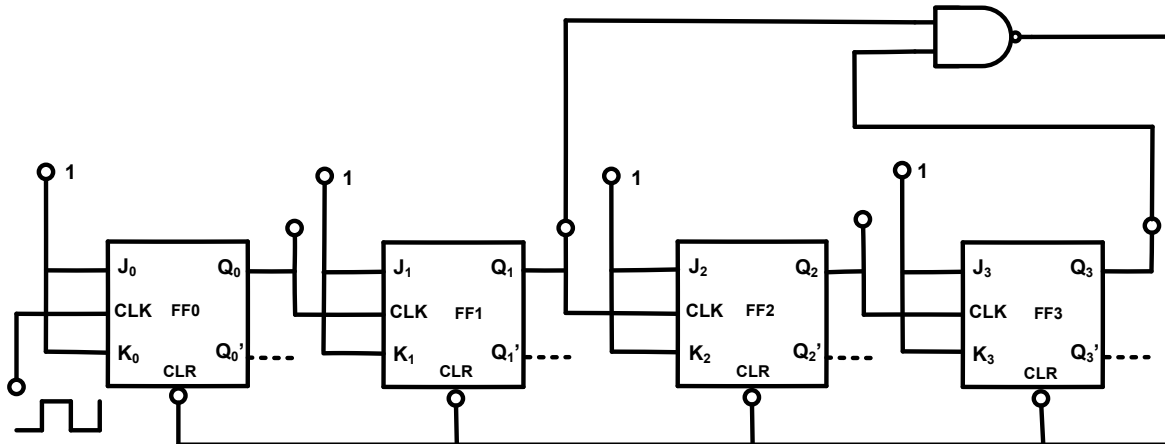 1
1
1
1
J₀ Q₀
CLK FF0
K₀ Q₀’
CLR
J₁ Q₁
CLK FF1
K₁ Q₁’
CLR
J₂ Q₂
CLK FF2
K₂ Q₂’
CLR
J₃ Q₃
CLK FF3
K₃ Q₃’
CLR